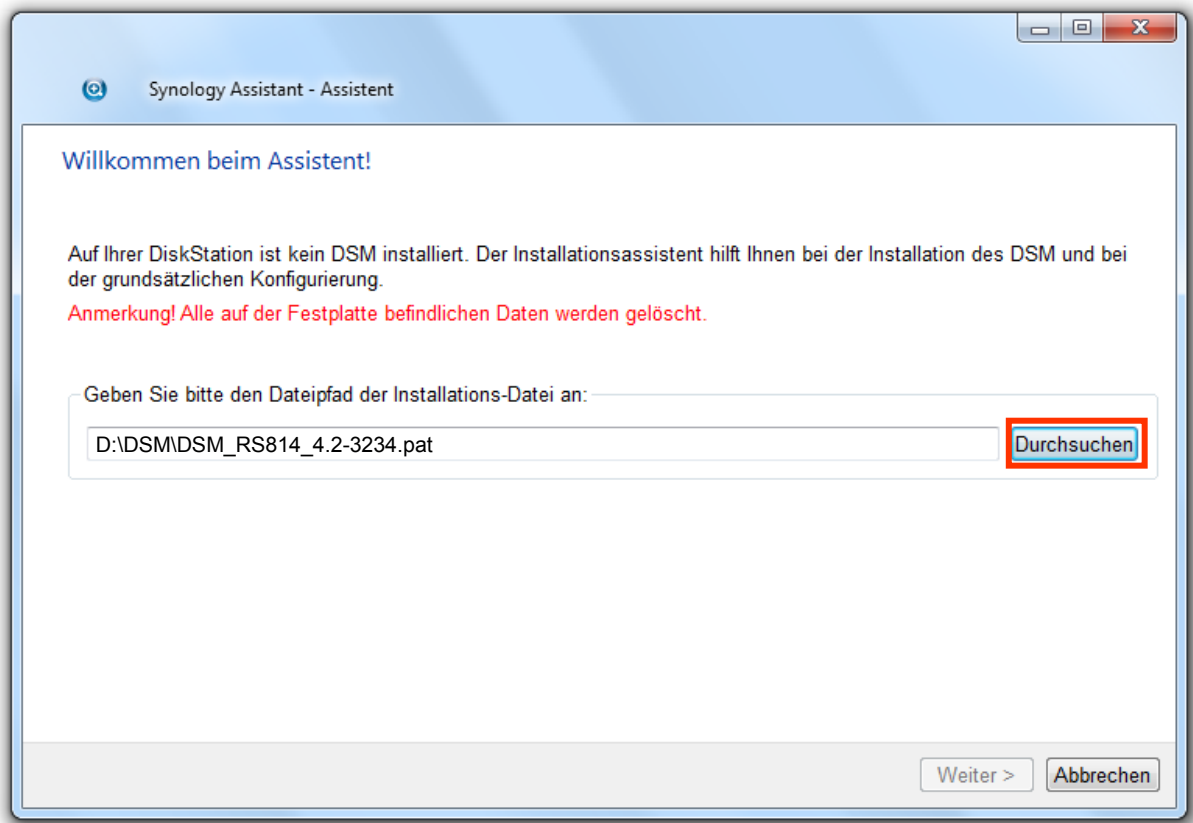 Synology Assistant - Assistent
Willkommen beim Assistent!
Auf Ihrer DiskStation ist kein DSM installiert. Der Installationsassistent hilft Ihnen bei der Installation des DSM und bei
der grundsätzlichen Konfigurierung.
Anmerkung! Alle auf der Festplatte befindlichen Daten werden gelöscht.
Geben Sie bitte den Dateipfad der Installations-Datei an:
D:\DSM\DSM_RS814_4.2-3234.pat Durchsuchen
Weiter > Abbrechen